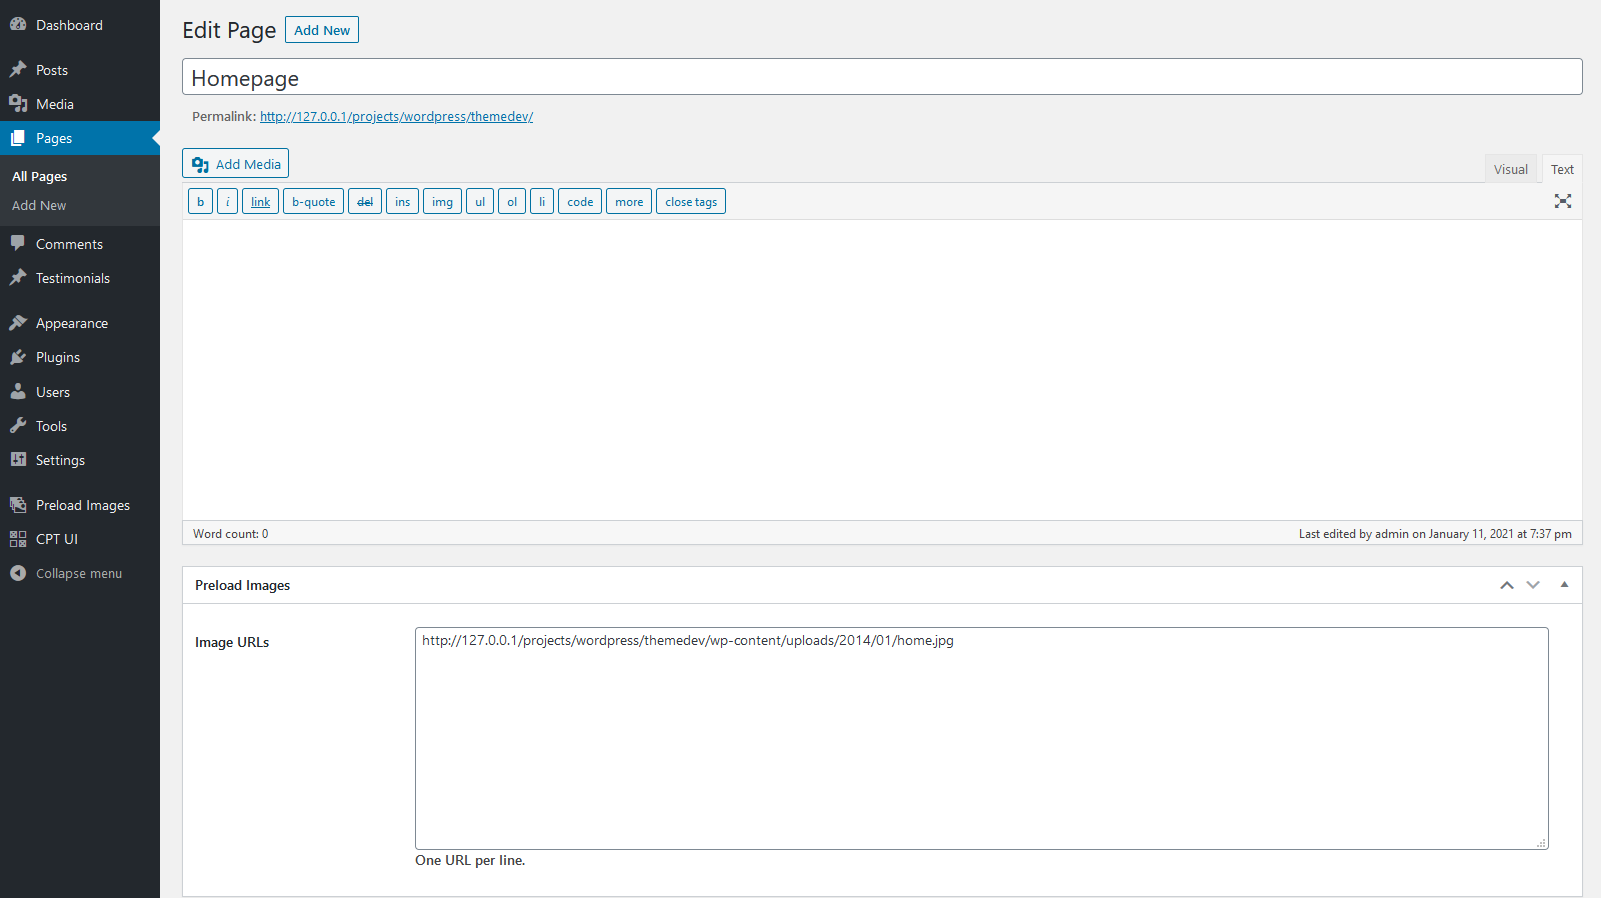 Dashboard
Posts
Media
Pages
All Pages
Add New
Comments
Testimonials
Appearance
Plugins
Users
Tools
Settings
Preload Images
CPT UI
Collapse menu
Edit Page Add New
Homepage
Permalink: http://127.0.0.1/projects/wordpress/themedev/
Add Media Visual Text
b i link b-quote del ins img ul ol li code more close tags
Word count: 0 Last edited by admin on January 11, 2021 at 7:37 pm
Preload Images
Image URLs http://127.0.0.1/projects/wordpress/themedev/wp-content/uploads/2014/01/home.jpg
One URL per line.